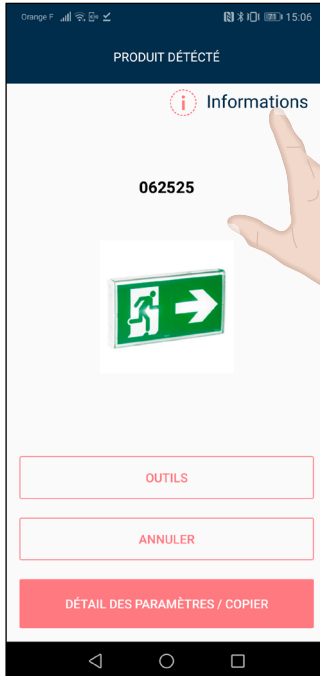 Orange F 15:06
PRODUIT DÉTÉCTÉ
i Informations
062525
OUTILS
ANNULER
DÉTAIL DES PARAMÈTRES / COPIER